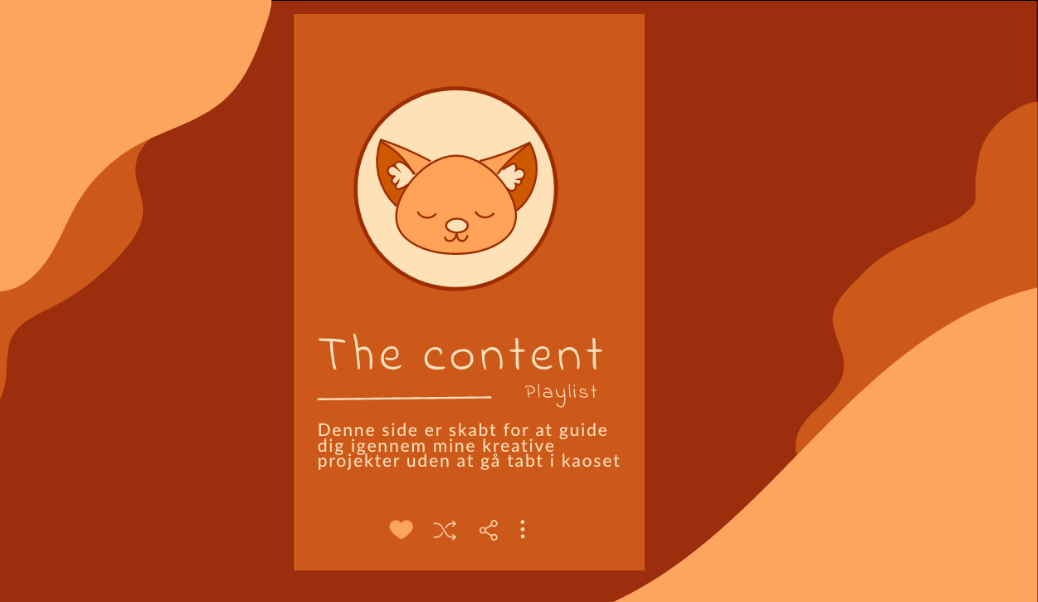 The content
Playlist
Denne side er skabt for at guide
dig igennem mine kreative
projekter uden at gå tabt i kaoset